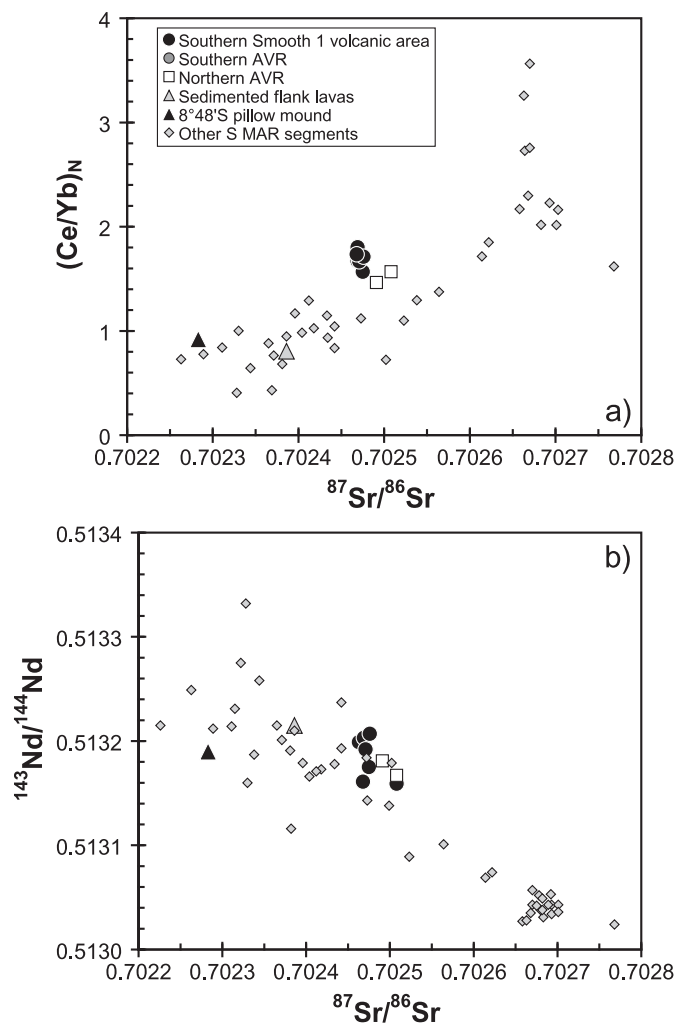 4
3
2
1
0
(Ce/Yb)N
Southern Smooth 1 volcanic area
Southern AVR
Northern AVR
Sedimented flank lavas
8°48'S pillow mound
Other S MAR segments
a)
0.7022 0.7023 0.7024 0.7025 0.7026 0.7027 0.7028
87Sr/86Sr
0.5134
0.5133
0.5132
0.5131
0.5130
143Nd/144Nd
b)
0.7022 0.7023 0.7024 0.7025 0.7026 0.7027 0.7028
87Sr/86Sr